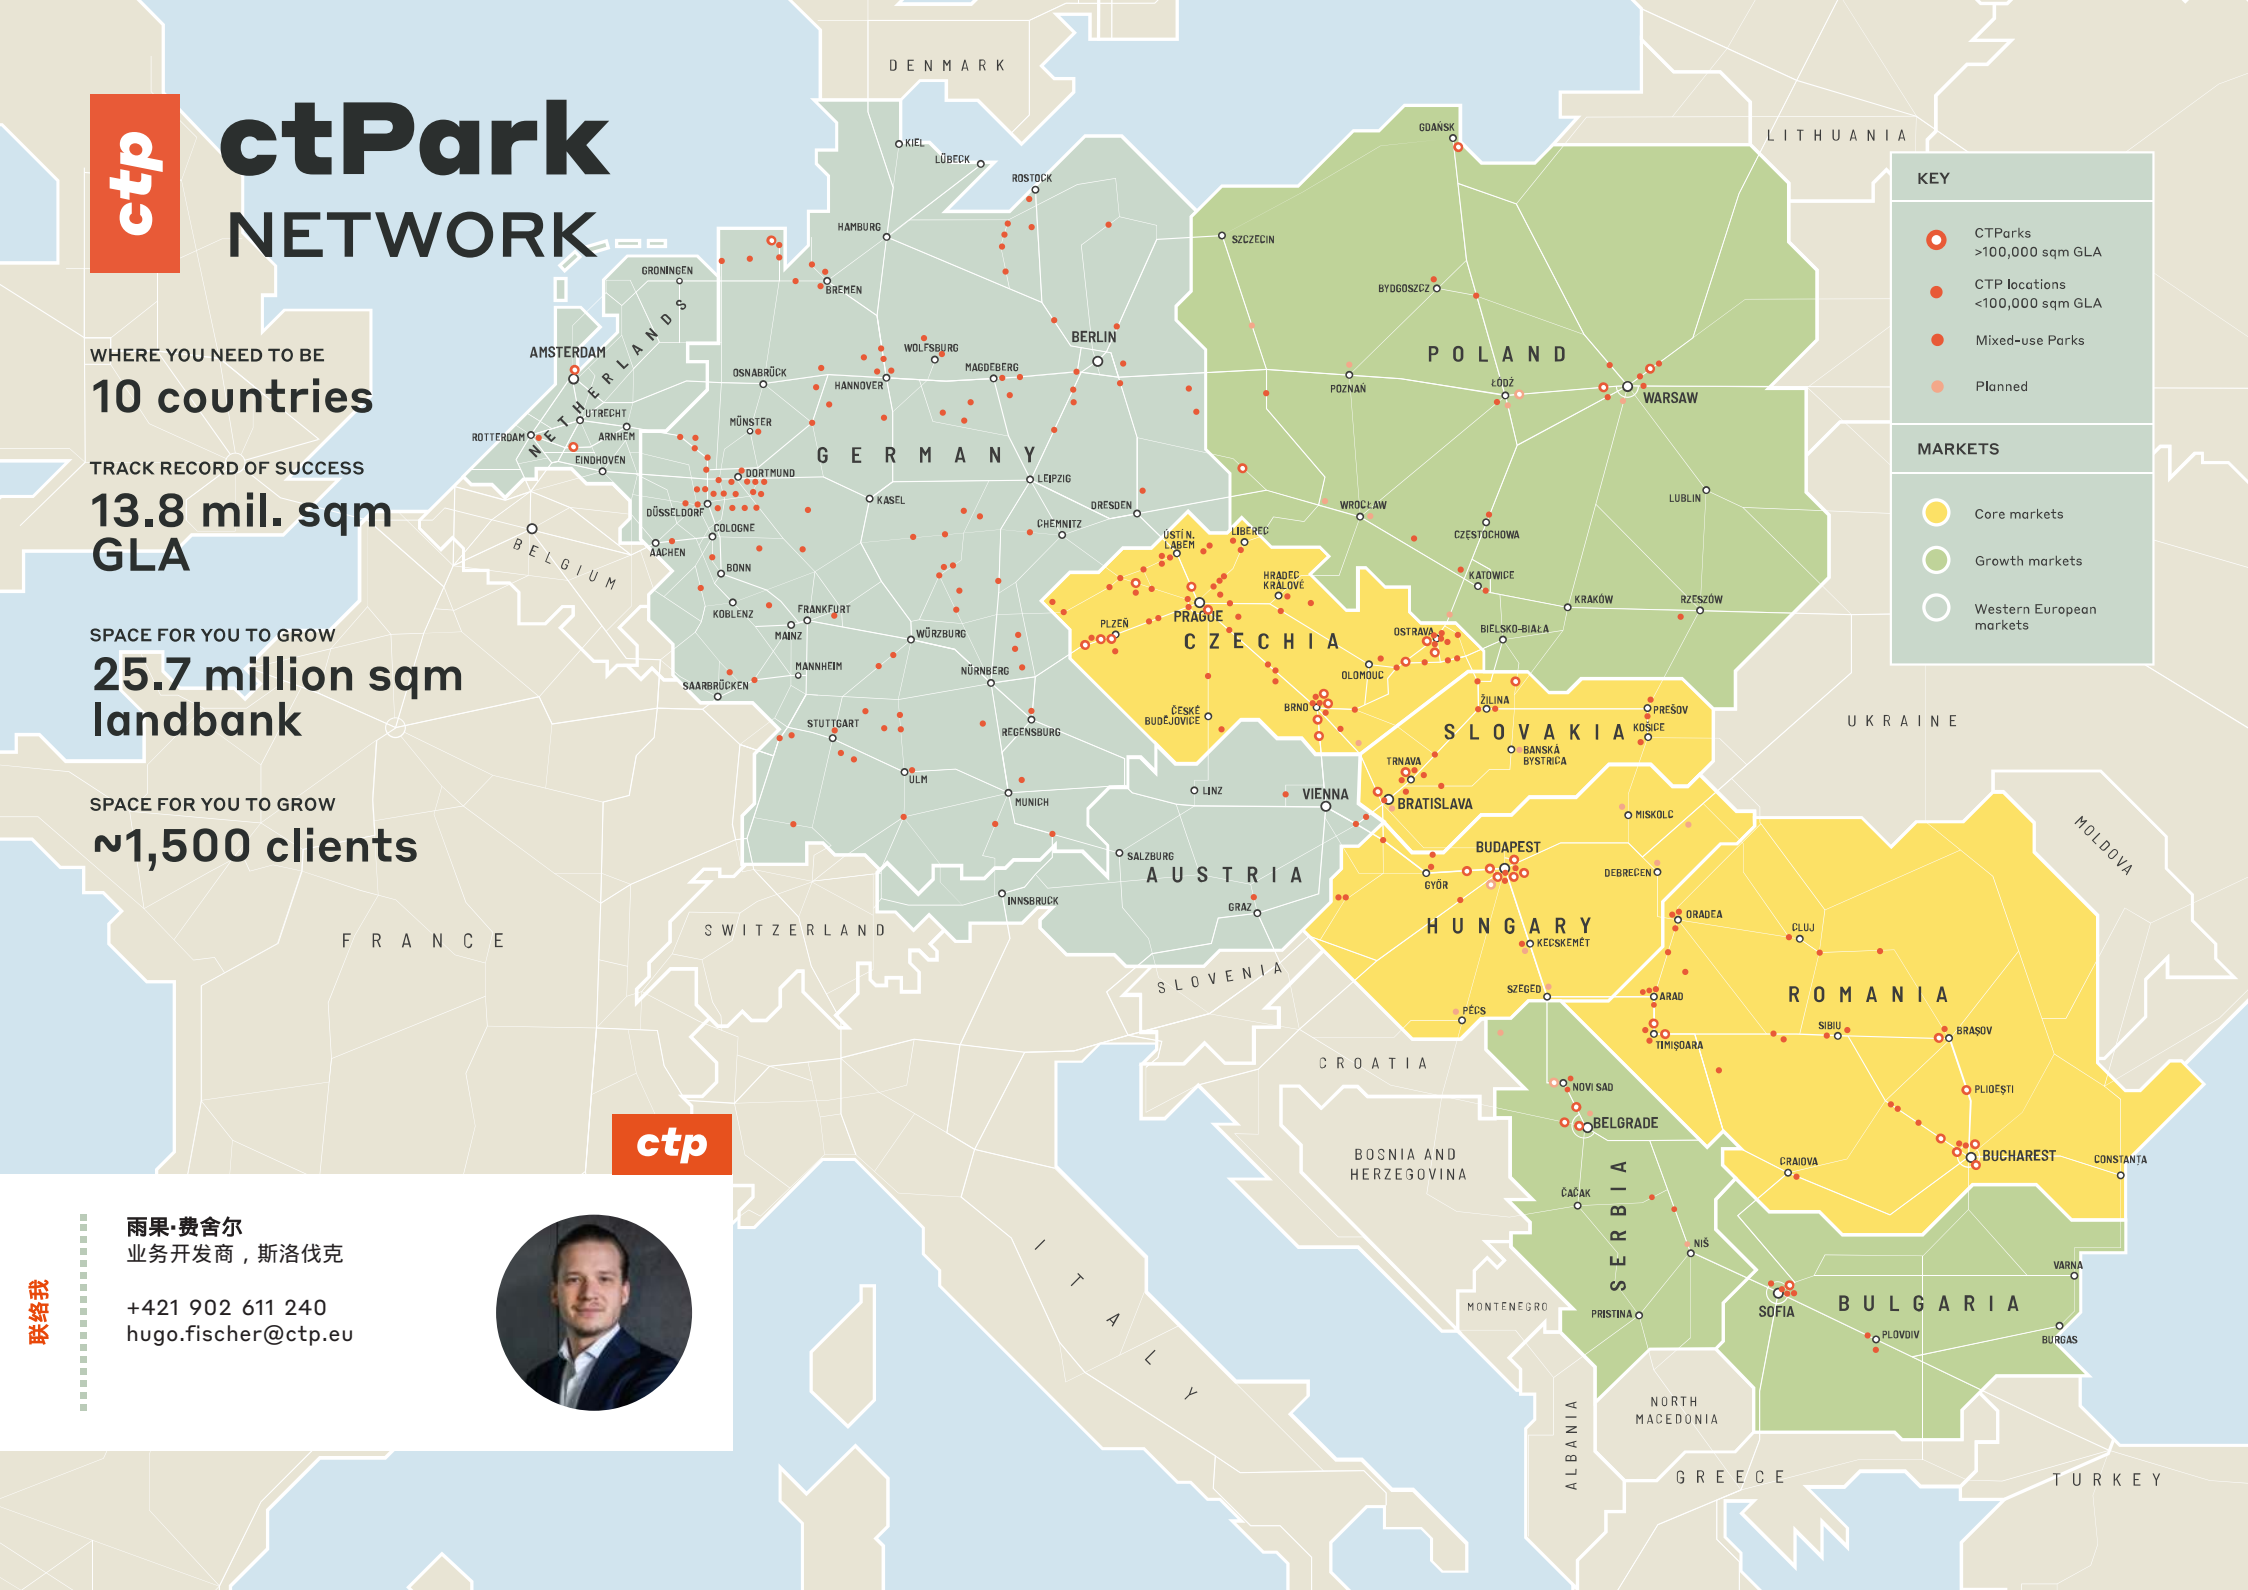 ctp
ctPark
NETWORK
WHERE YOU NEED TO BE
10 countries
TRACK RECORD OF SUCCESS
13.8 mil. sqm
GLA
SPACE FOR YOU TO GROW
25.7 million sqm
landbank
SPACE FOR YOU TO GROW
~1,500 clients
DENMARK
LITHUANIA
KIEL
LÜBECK
ROSTOCK
HAMBURG
GRONINGEN
BREMEN
AMSTERDAM
NETHERLANDS
UTRECHT
ROTTERDAM
ARNHEM
EINDHOVEN
BELGIUM
OSNABRÜCK
HANNOVER
WOLFSBURG
MAGDEBERG
BERLIN
MÜNSTER
GERMANY
DORTMUND
DÜSSELDORF
COLOGNE
AACHEN
BONN
KOBLENZ
KASEL
LEIPZIG
DRESDEN
CHEMNITZ
FRANKFURT
MAINZ
WÜRZBURG
MANNHEIM
SAARBRÜCKEN
NÜRNBERG
STUTTGART
REGENSBURG
ULM
MUNICH
GDAŃSK
SZCZECIN
BYDGOSZCZ
POLAND
POZNAŃ
ŁÓDŹ
WARSAW
WROCŁAW
LUBLIN
CZĘSTOCHOWA
KATOWICE
KRAKÓW
RZESZÓW
BIELSKO-BIAŁA
ÚSTÍ N.
LABEM
LIBEREC
HRADEC
KRÁLOVÉ
PRAGUE
PLZEŇ
CZECHIA
OSTRAVA
OLOMOUC
BRNO
ČESKÉ
BUDĚJOVICE
ŽILINA
PREŠOV
SLOVAKIA
KOŠICE
BANSKÁ
BYSTRICA
TRNAVA
BRATISLAVA
LINZ
VIENNA
SALZBURG
AUSTRIA
INNSBRUCK
GRAZ
MISKOLC
BUDAPEST
DEBRECEN
GYŐR
HUNGARY
KECSKEMÉT
SZEGED
PÉCS
UKRAINE
MOLDOVA
ORADEA
CLUJ
ROMANIA
ARAD
TIMIȘOARA
SIBIU
BRAȘOV
PLIOEȘTI
BUCHAREST
CRAIOVA
CONSTANȚA
FRANCE
SWITZERLAND
SLOVENIA
CROATIA
BOSNIA AND
HERZEGOVINA
NOVI SAD
BELGRADE
SERBIA
ČAČAK
NIŠ
PRISTINA
MONTENEGRO
SOFIA
BULGARIA
PLOVDIV
VARNA
BURGAS
NORTH
MACEDONIA
ALBANIA
GREECE
TURKEY
ITALY
KEY
CTParks
>100,000 sqm GLA
CTP locations
<100,000 sqm GLA
Mixed-use Parks
Planned
MARKETS
Core markets
Growth markets
Western European
markets
ctp
联络我
雨果·费舍尔
业务开发商，斯洛伐克
+421 902 611 240
hugo.fischer@ctp.eu